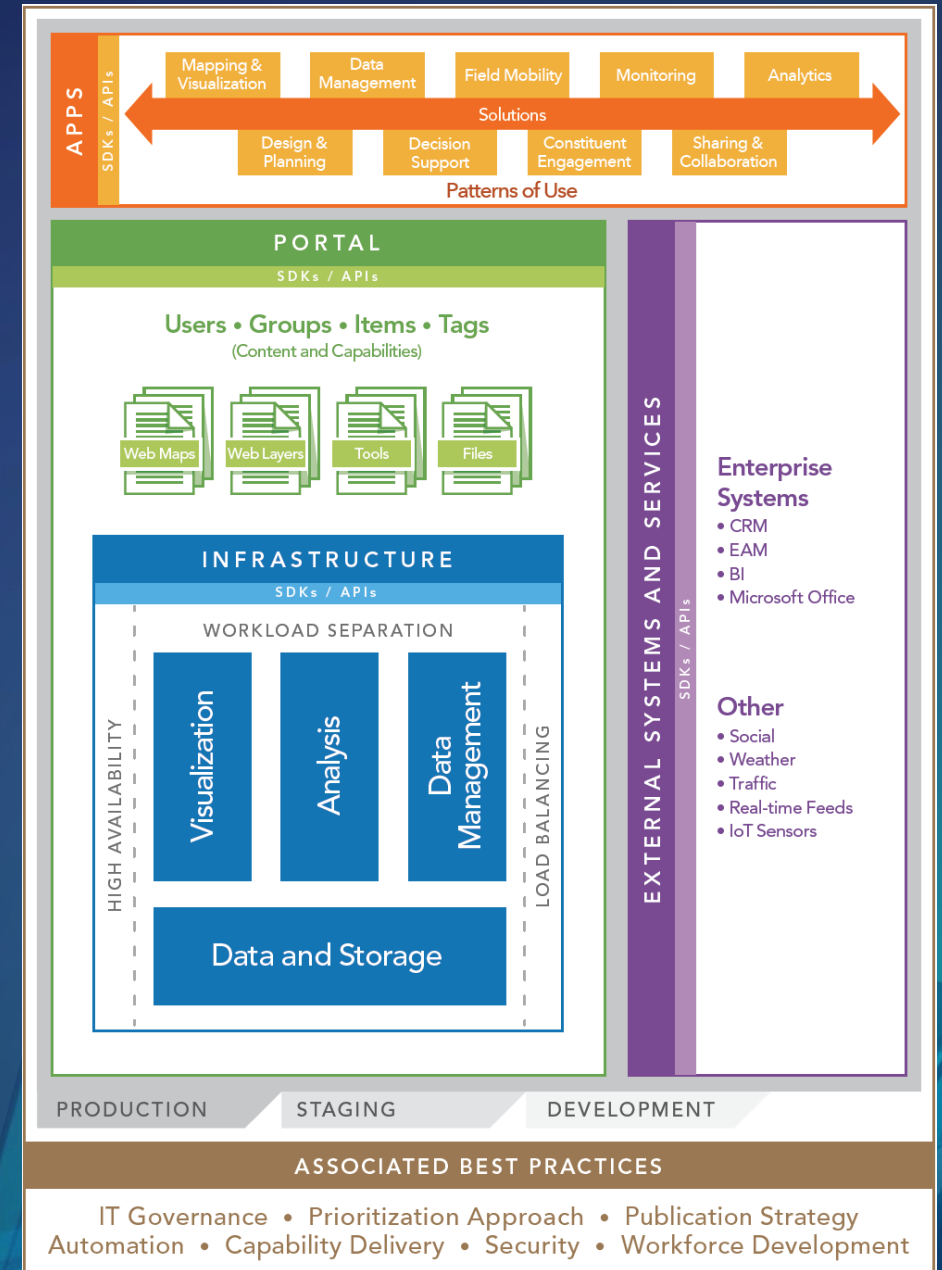 APPS
SDKs / APIs
Mapping &
Visualization
Data
Management
Field Mobility
Monitoring
Analytics
Solutions
Design &
Planning
Decision
Support
Constituent
Engagement
Sharing &
Collaboration
Patterns of Use
PORTAL
SDKs / APIs
Users • Groups • Items • Tags
(Content and Capabilities)
Web Maps
Web Layers
Tools
Files
INFRASTRUCTURE
SDKs / APIs
WORKLOAD SEPARATION
HIGH AVAILABILITY
Visualization
Analysis
Data
Management
LOAD BALANCING
Data and Storage
EXTERNAL SYSTEMS AND SERVICES
SDKs / APIs
Enterprise
Systems
• CRM
• EAM
• BI
• Microsoft Office
Other
• Social
• Weather
• Traffic
• Real-time Feeds
• IoT Sensors
PRODUCTION
STAGING
DEVELOPMENT
ASSOCIATED BEST PRACTICES
IT Governance • Prioritization Approach • Publication Strategy
Automation • Capability Delivery • Security • Workforce Development